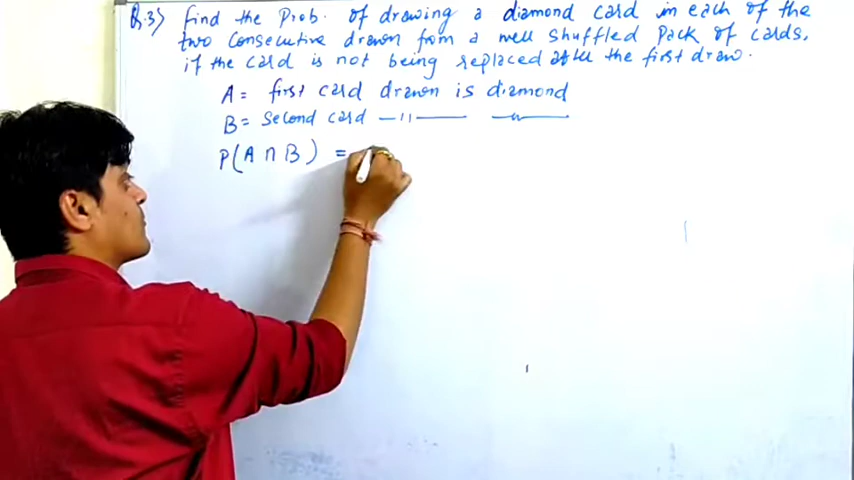 Q.3) find the Prob. of drawing a diamond card in each of the
two consecutive drawn from a well shuffled pack of cards,
if the card is not being replaced after the first draw.
A = first card drawn is diamond
B = second card —"— —"—
P(A ∩ B) =